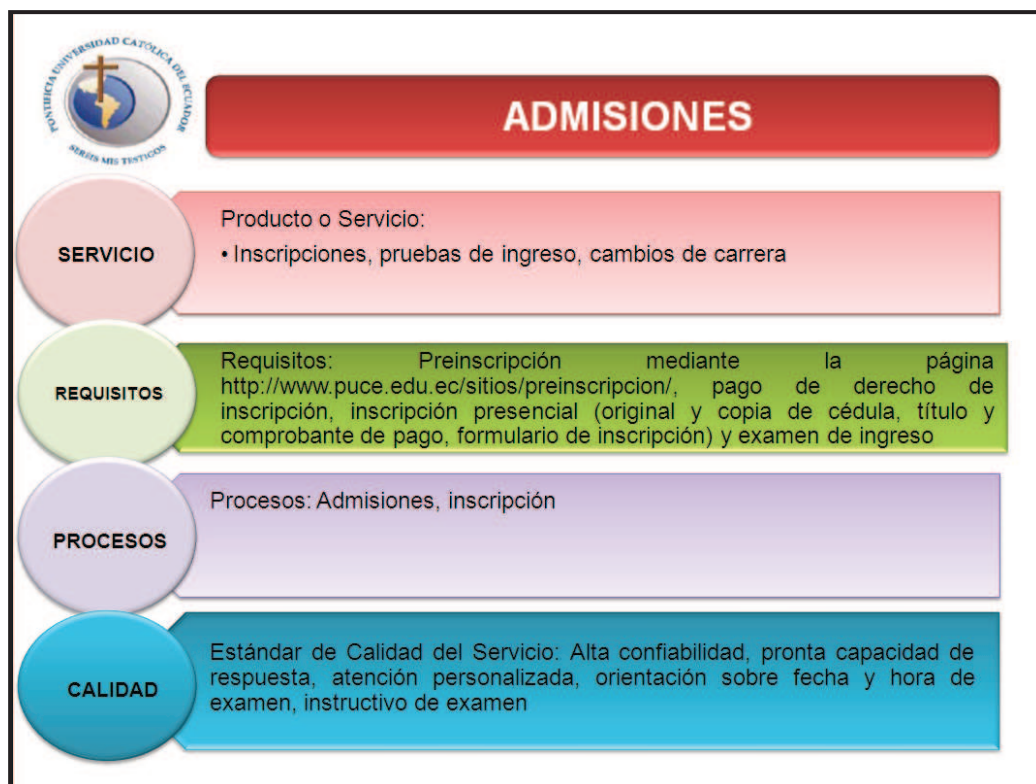 PONTIFICIA UNIVERSIDAD CATÓLICA DEL ECUADOR
SERÉIS MIS TESTIGOS
ADMISIONES
SERVICIO
Producto o Servicio:
• Inscripciones, pruebas de ingreso, cambios de carrera
REQUISITOS
Requisitos: Preinscripción mediante la página
http://www.puce.edu.ec/sitios/preinscripcion/, pago de derecho de
inscripción, inscripción presencial (original y copia de cédula, título y
comprobante de pago, formulario de inscripción) y examen de ingreso
PROCESOS
Procesos: Admisiones, inscripción
CALIDAD
Estándar de Calidad del Servicio: Alta confiabilidad, pronta capacidad de
respuesta, atención personalizada, orientación sobre fecha y hora de
examen, instructivo de examen